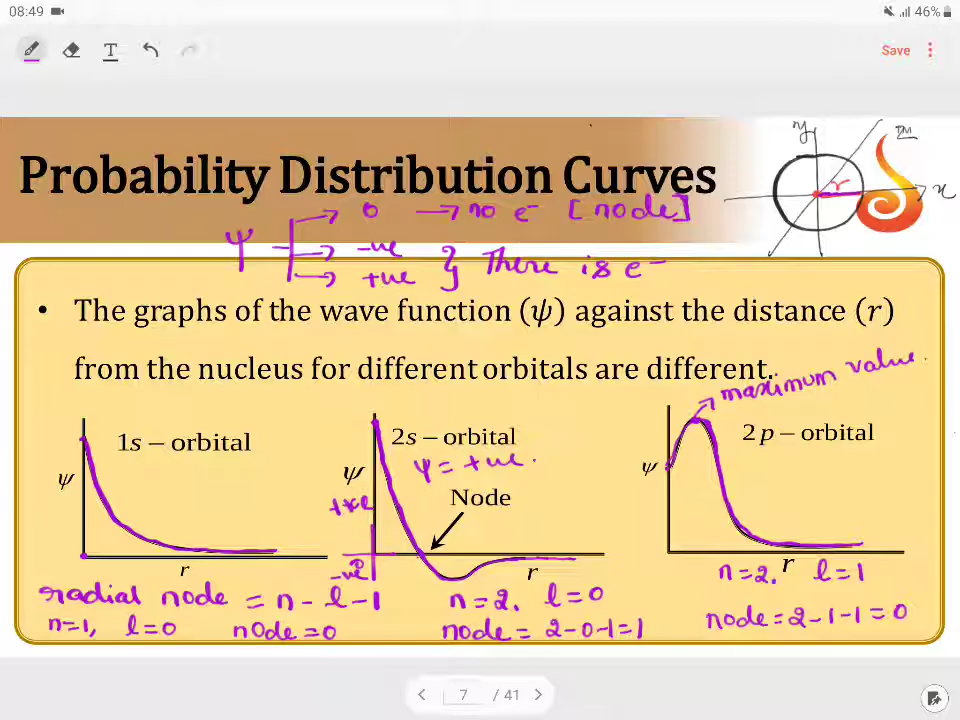 08:49
46%
T
Save
Probability Distribution Curves
TM
y
x
r
ψ → 0 → no e⁻ [node]
→ -ve
→ +ve } There is e⁻
• The graphs of the wave function (ψ) against the distance (r)
from the nucleus for different orbitals are different.
maximum value
1s – orbital
ψ
r
2s – orbital
ψ = +ve.
ψ
+ve
Node
-ve
r
2p – orbital
ψ
r
radial node = n - l - 1
n=1, l=0 node=0
n=2, l=0
node = 2-0-1=1
n=2. l=1
node=2-1-1=0
7 / 41